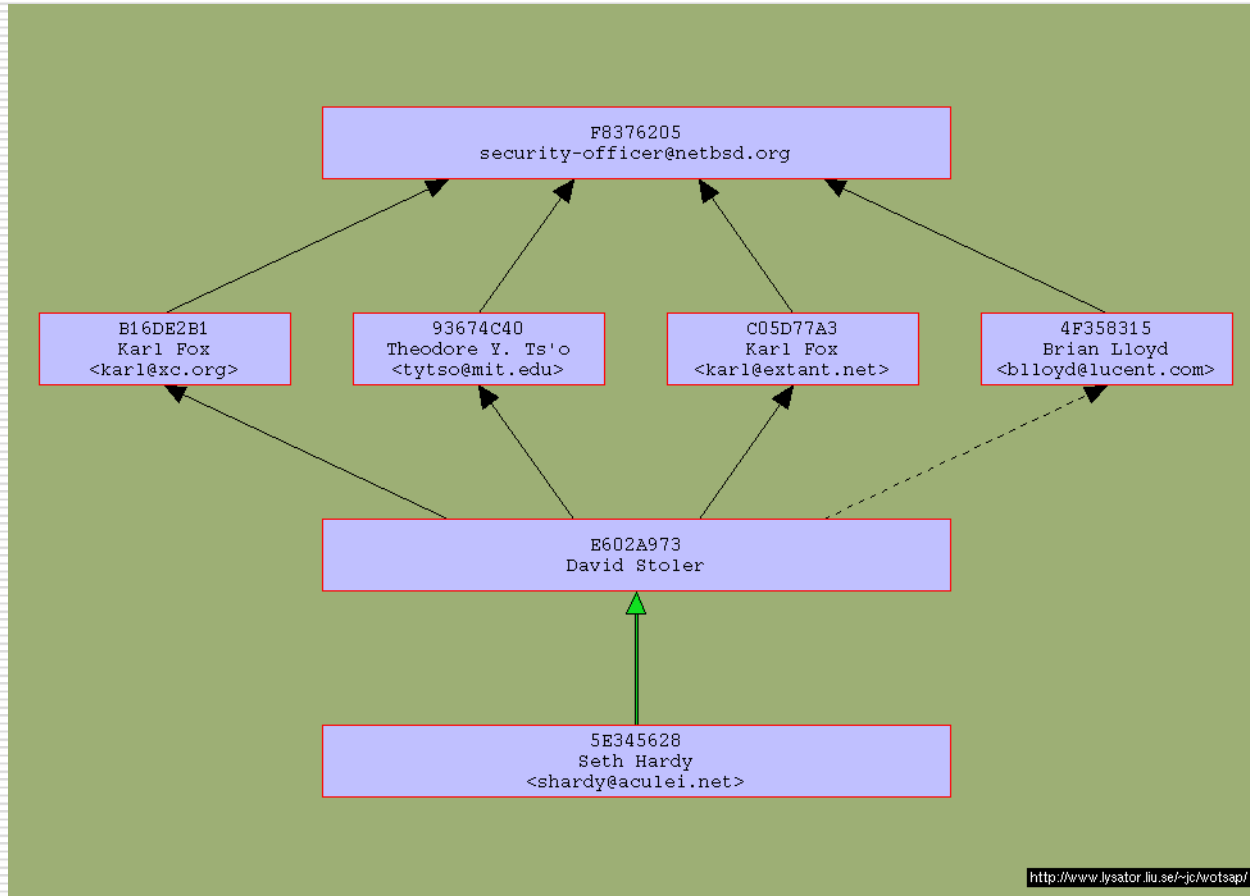 F8376205
security-officer@netbsd.org
B16DE2B1
Karl Fox
<karl@xc.org>
93674C40
Theodore Y. Ts'o
<tytso@mit.edu>
C05D77A3
Karl Fox
<karl@extant.net>
4F358315
Brian Lloyd
<blloyd@lucent.com>
E602A973
David Stoler
5E345628
Seth Hardy
<shardy@aculei.net>
http://www.lysator.liu.se/~jc/wotsap/